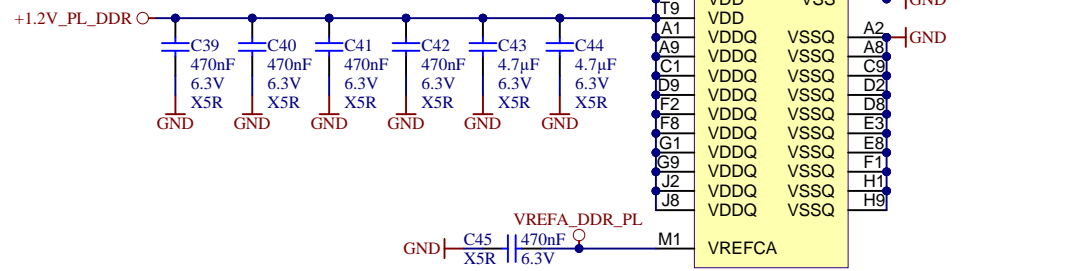 VDD VSS GND
+1.2V_PL_DDR T9 VDD
C39 C40 C41 C42 C43 C44 A1 VDDQ VSSQ A2 GND
470nF 470nF 470nF 470nF 4.7µF 4.7µF A9 VDDQ VSSQ A8
6.3V 6.3V 6.3V 6.3V 6.3V 6.3V C1 VDDQ VSSQ C9
X5R X5R X5R X5R X5R X5R D9 VDDQ VSSQ D2
GND GND GND GND GND GND F2 VDDQ VSSQ D8
F8 VDDQ VSSQ E3
G1 VDDQ VSSQ E8
G9 VDDQ VSSQ F1
J2 VDDQ VSSQ H1
J8 VDDQ VSSQ H9
VREFA_DDR_PL
GND C45 470nF M1 VREFCA
X5R 6.3V